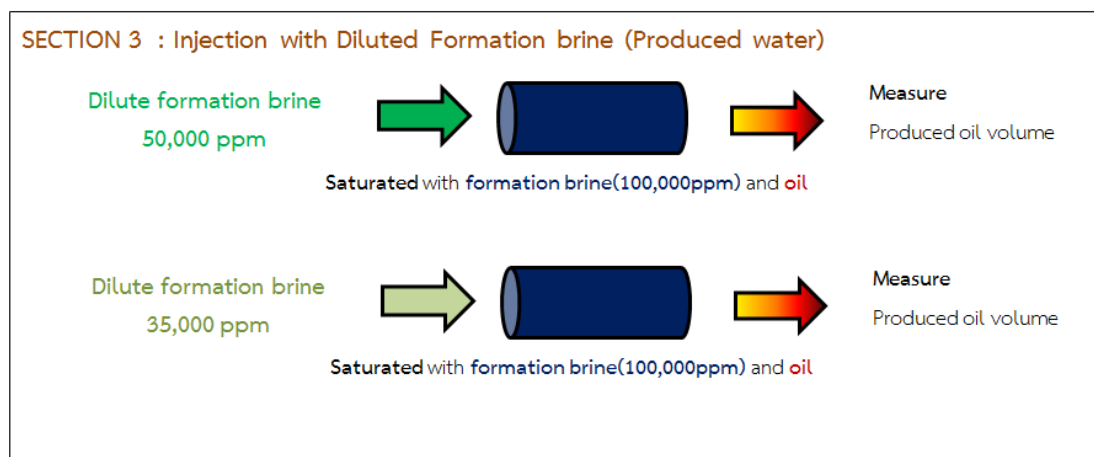 SECTION 3 : Injection with Diluted Formation brine (Produced water)
Dilute formation brine
50,000 ppm
Measure
Produced oil volume
Saturated with formation brine(100,000ppm) and oil
Dilute formation brine
35,000 ppm
Measure
Produced oil volume
Saturated with formation brine(100,000ppm) and oil